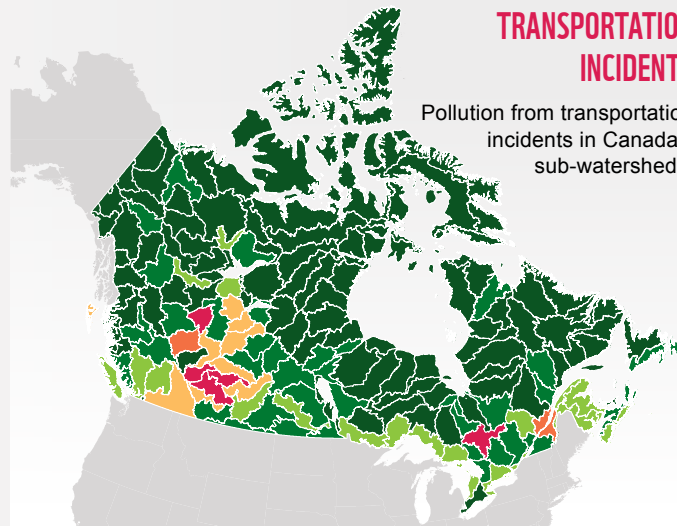 TRANSPORTATIO
INCIDENT
Pollution from transportatio
incidents in Canada
sub-watershed